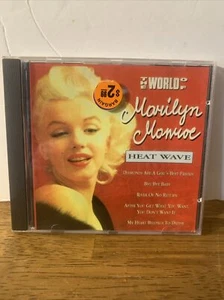 THE WORLD OF
Marilyn
Monroe
HEAT WAVE
DIAMONDS ARE A GIRL'S BEST FRIEND
BYE BYE BABY
RIVER OF NO RETURN
AFTER YOU GET WHAT YOU WANT
YOU DON'T WANT IT
MY HEART BELONGS TO DADDY